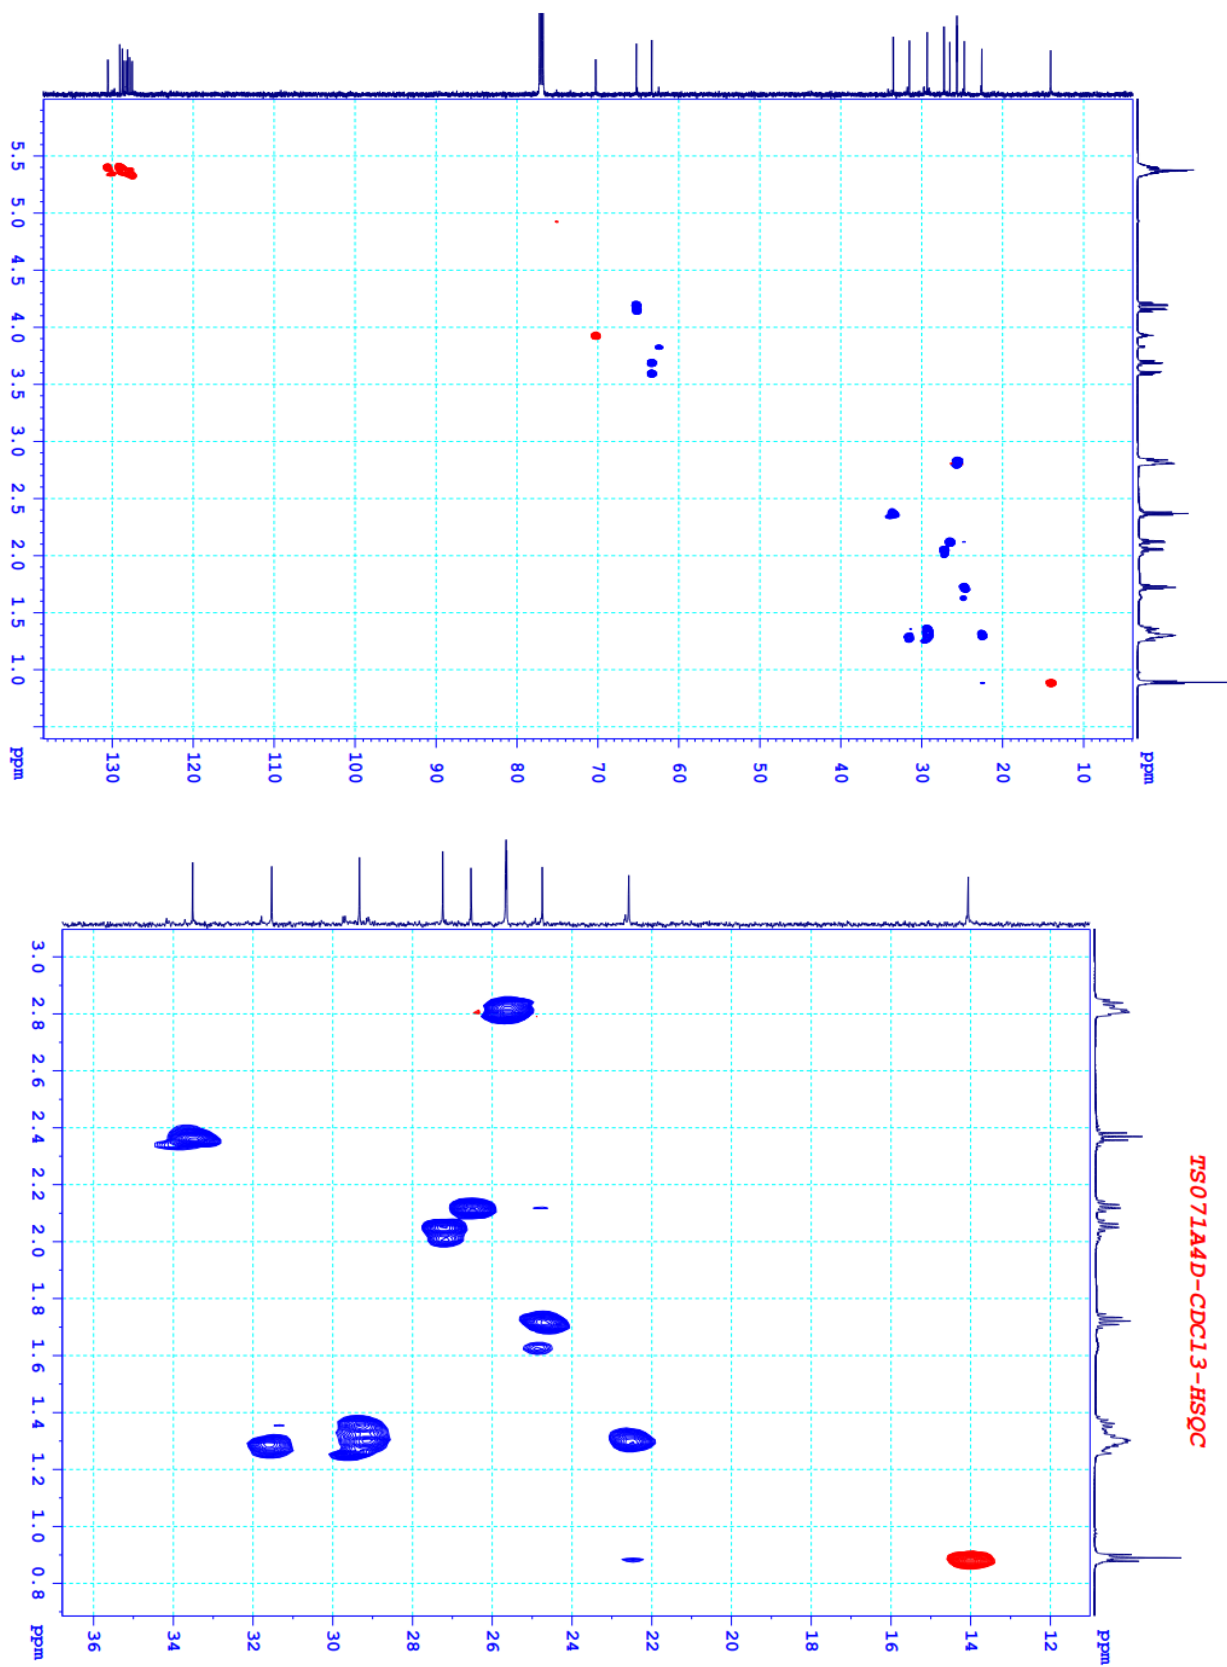 5.5 5.0 4.5 4.0 3.5 3.0 2.5 2.0 1.5 1.0 ppm
130 120 110 100 90 80 70 60 50 40 30 20 10 ppm
3.0 2.8 2.6 2.4 2.2 2.0 1.8 1.6 1.4 1.2 1.0 0.8 ppm
36 34 32 30 28 26 24 22 20 18 16 14 12 ppm
TS071A4D-CDCl3-HSQC